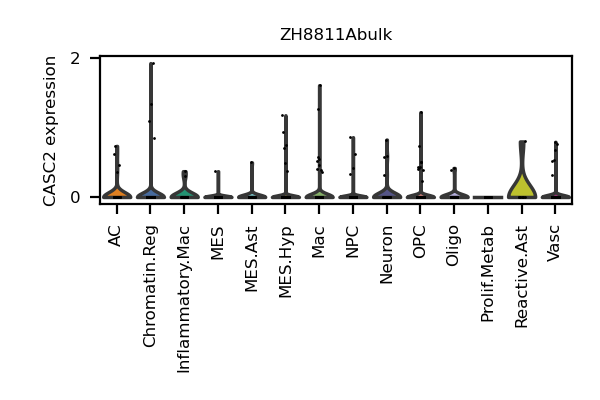 ZH8811Abulk
CASC2 expression
2
0
AC
Chromatin.Reg
Inflammatory.Mac
MES
MES.Ast
MES.Hyp
Mac
NPC
Neuron
OPC
Oligo
Prolif.Metab
Reactive.Ast
Vasc